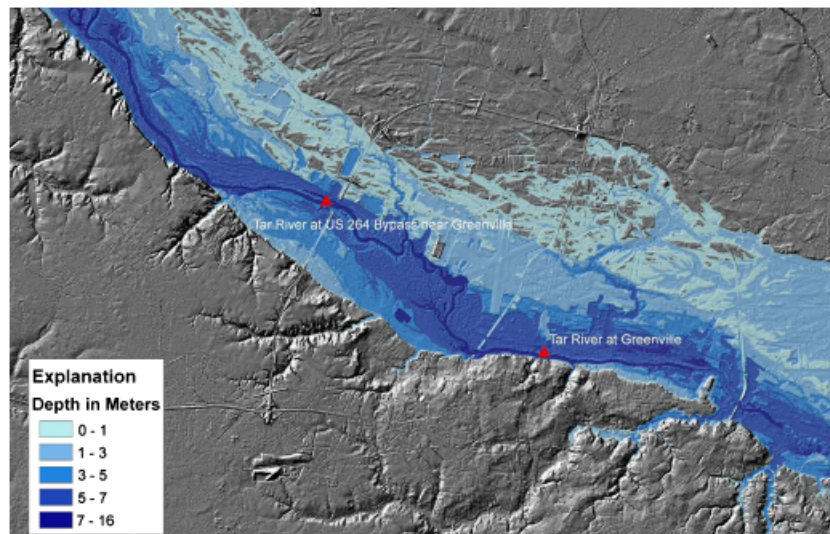 Tar River at US 264 Bypass near Greenville
Tar River at Greenville
Explanation
Depth in Meters
0 - 1
1 - 3
3 - 5
5 - 7
7 - 16